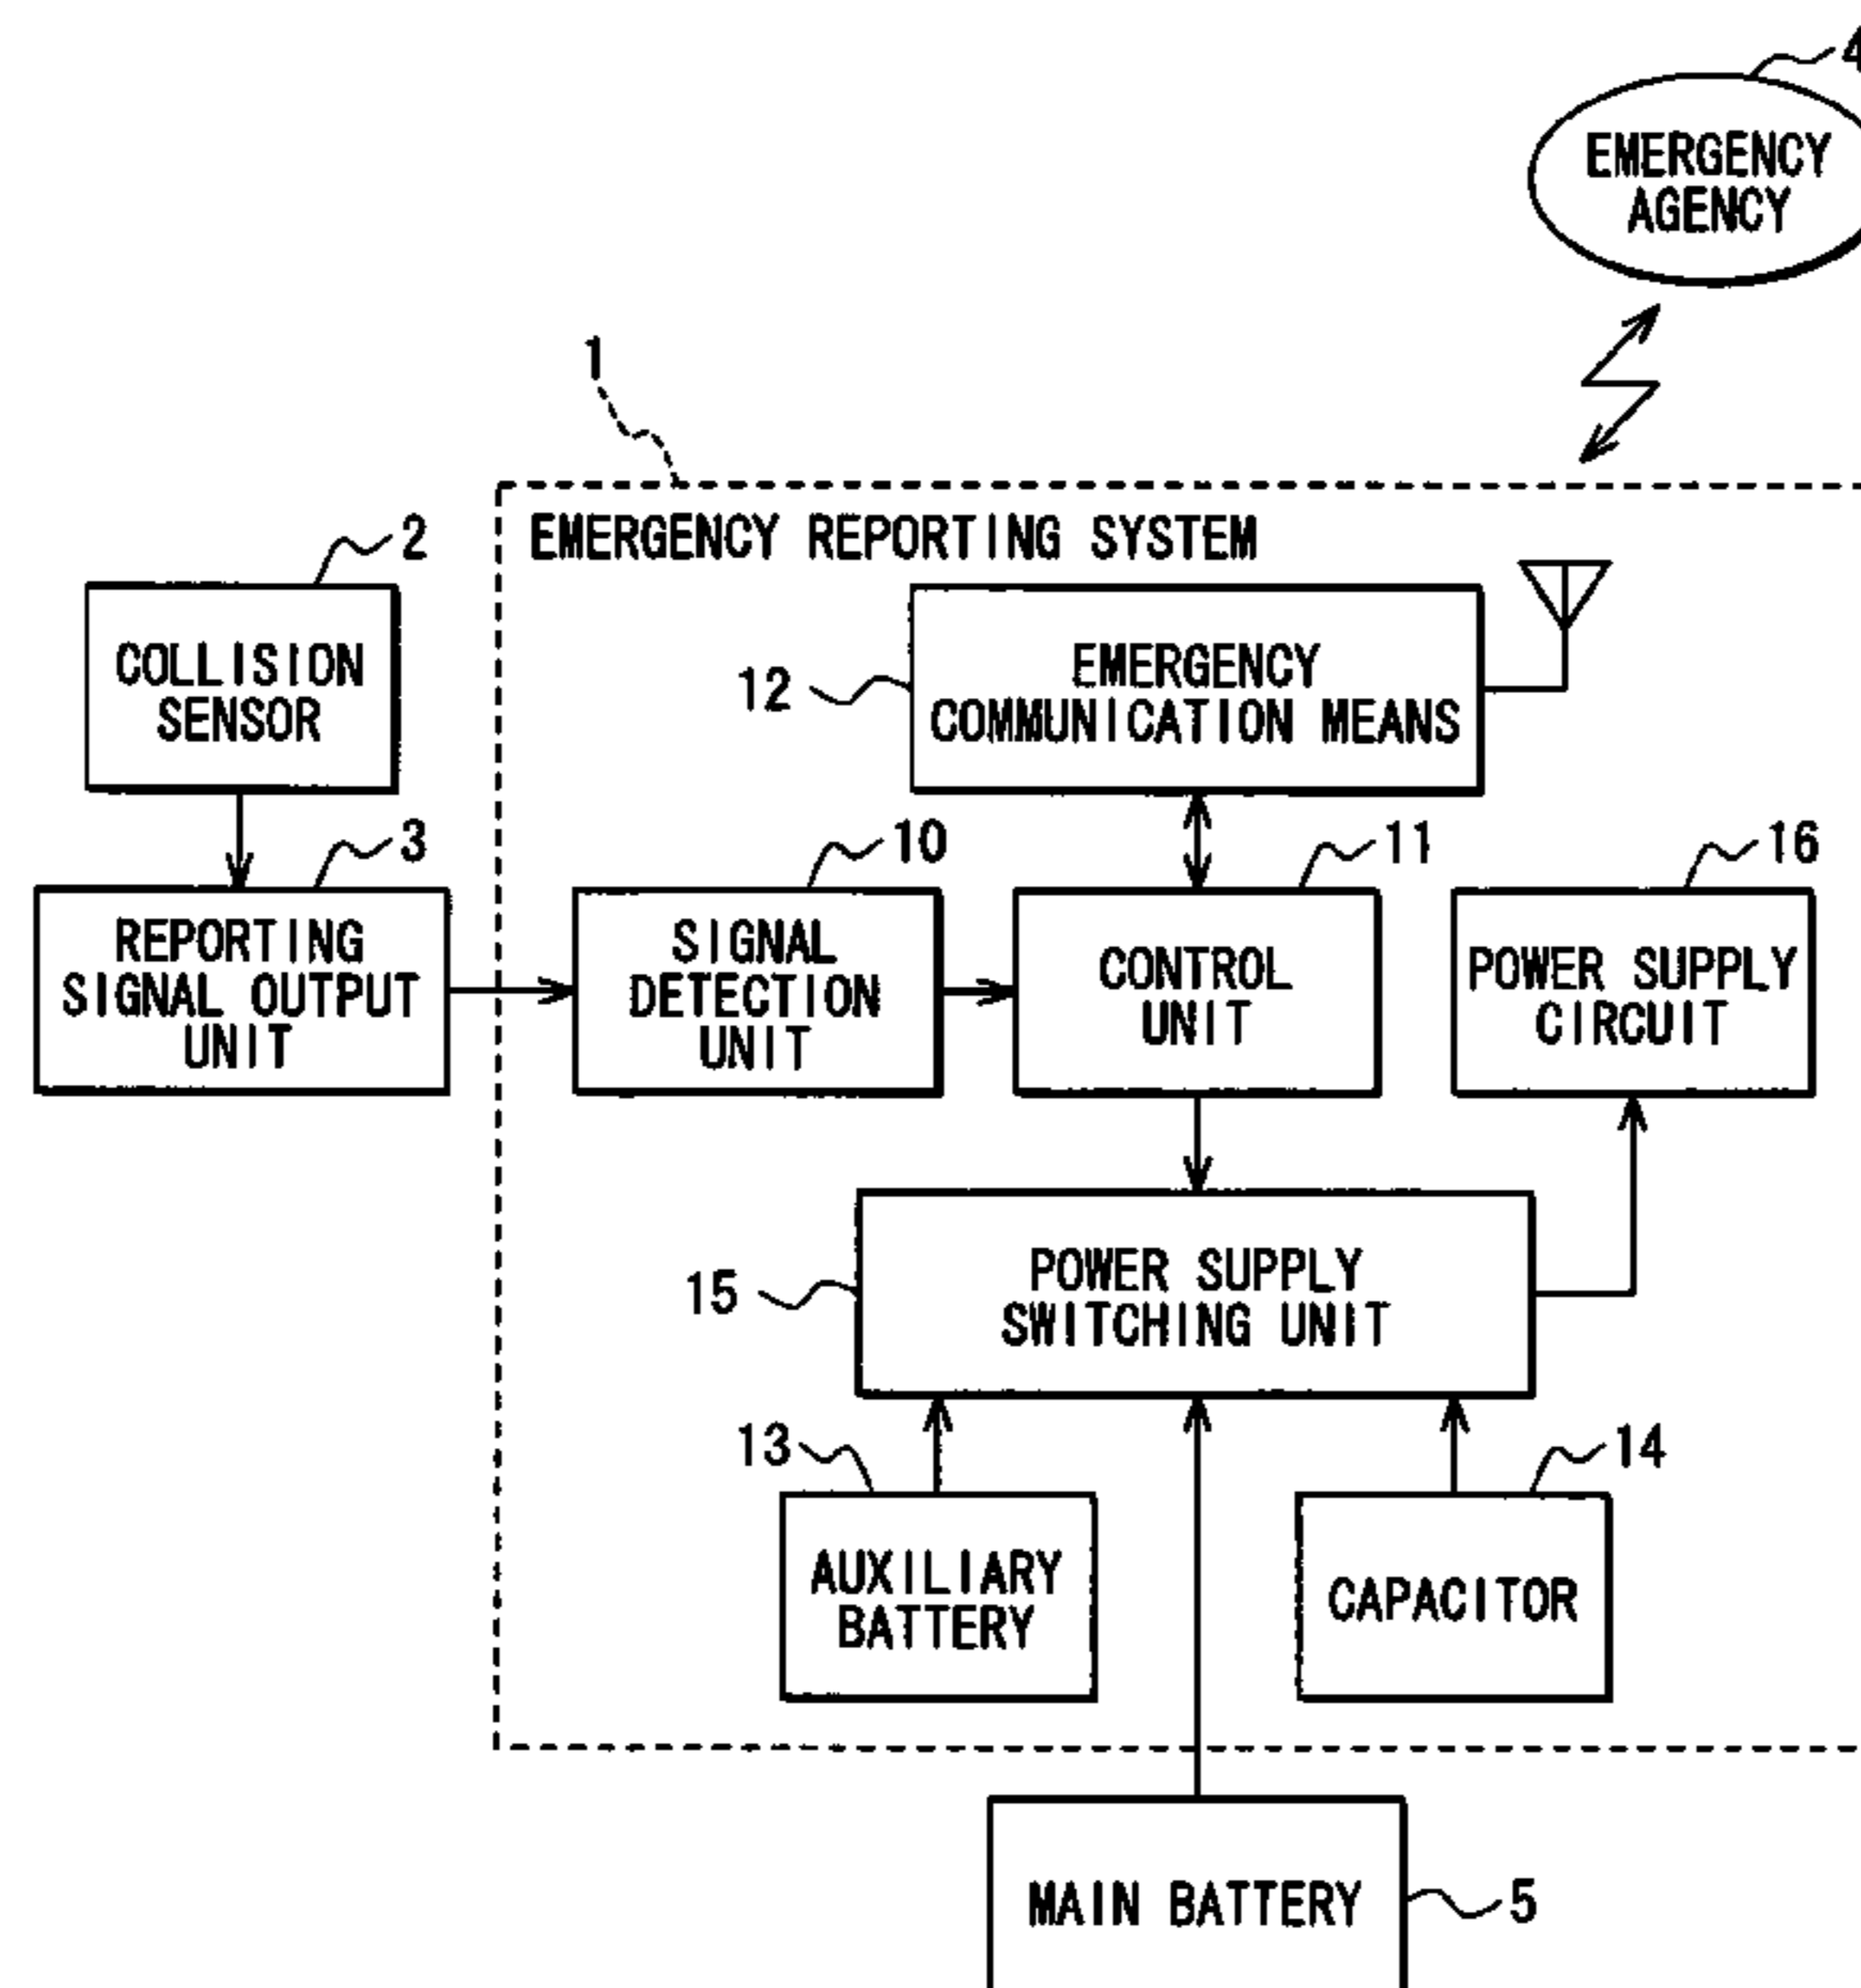 4
EMERGENCY
AGENCY
1
EMERGENCY REPORTING SYSTEM
2
COLLISION
SENSOR
12
EMERGENCY
COMMUNICATION MEANS
3
REPORTING
SIGNAL OUTPUT
UNIT
10
SIGNAL
DETECTION
UNIT
11
CONTROL
UNIT
16
POWER SUPPLY
CIRCUIT
15
POWER SUPPLY
SWITCHING UNIT
13
AUXILIARY
BATTERY
14
CAPACITOR
MAIN BATTERY
5